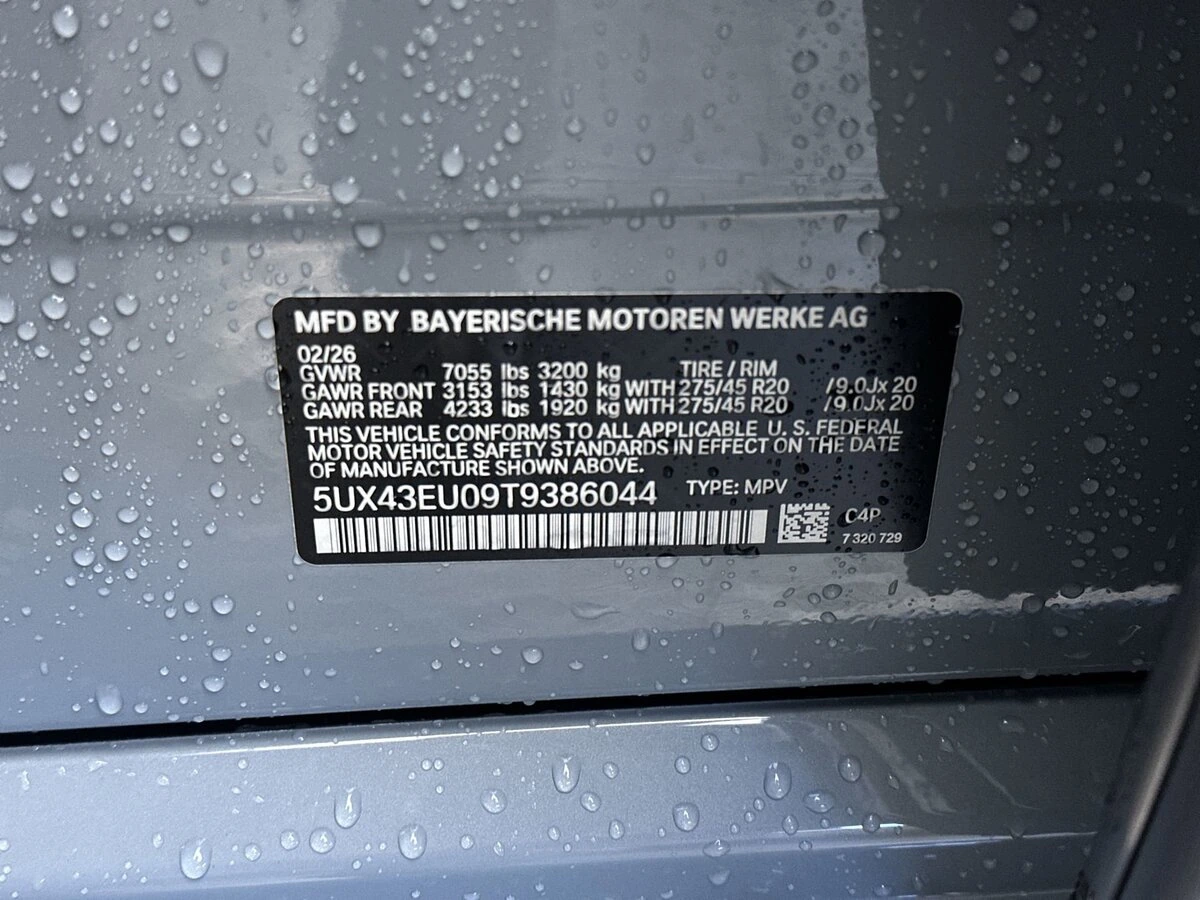 MFD BY BAYERISCHE MOTOREN WERKE AG
02/26
GVWR 7055 lbs 3200 kg TIRE / RIM
GAWR FRONT 3153 lbs 1430 kg WITH 275/45 R20 /9.0Jx 20
GAWR REAR 4233 lbs 1920 kg WITH 275/45 R20 /9.0Jx 20
THIS VEHICLE CONFORMS TO ALL APPLICABLE U. S. FEDERAL
MOTOR VEHICLE SAFETY STANDARDS IN EFFECT ON THE DATE
OF MANUFACTURE SHOWN ABOVE.
5UX43EU09T9386044 TYPE: MPV
C4P
7 320 729